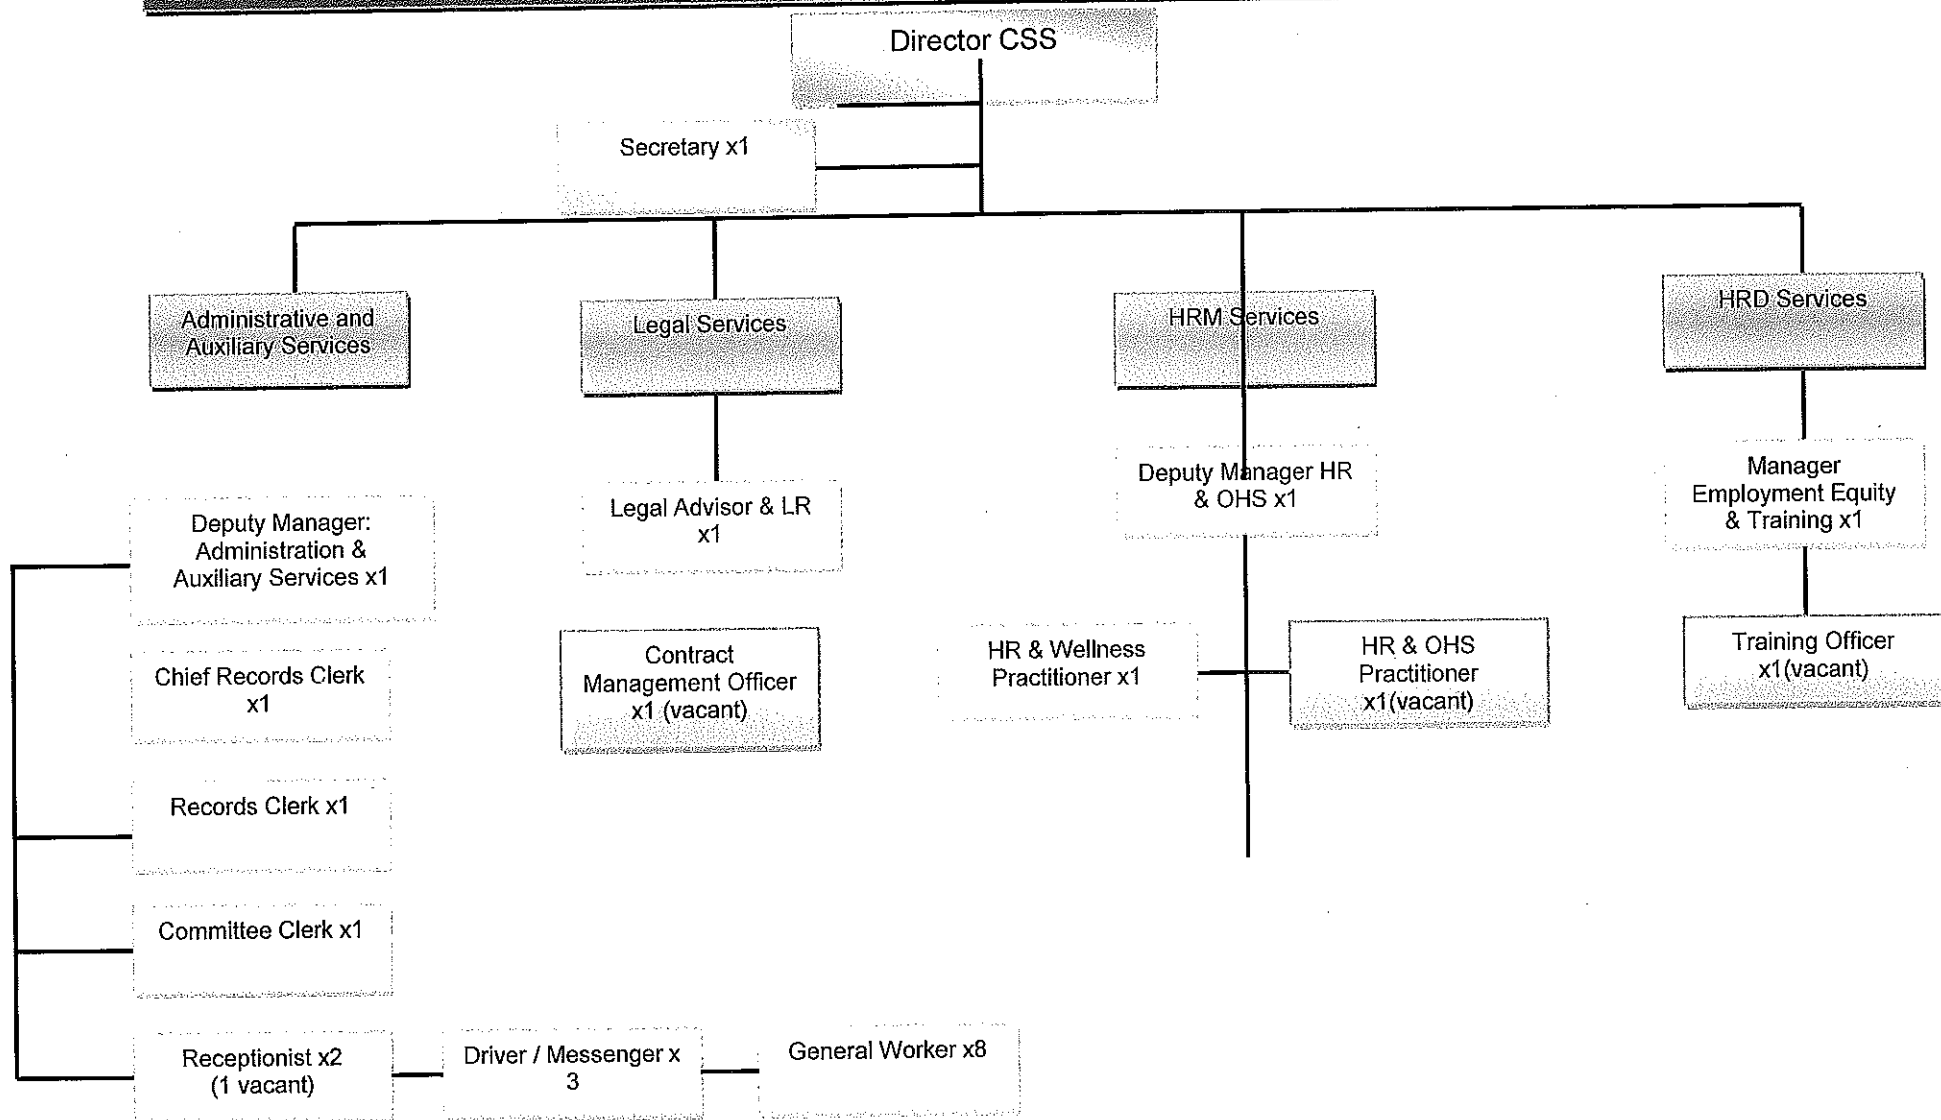 Director CSS
Secretary x1
Administrative and
Auxiliary Services
Legal Services
HRM Services
HRD Services
Deputy Manager:
Administration &
Auxiliary Services x1
Legal Advisor & LR
x1
Deputy Manager HR
& OHS x1
Manager
Employment Equity
& Training x1
Chief Records Clerk
x1
Contract
Management Officer
x1 (vacant)
HR & Wellness
Practitioner x1
HR & OHS
Practitioner
x1(vacant)
Training Officer
x1(vacant)
Records Clerk x1
Committee Clerk x1
Receptionist x2
(1 vacant)
Driver / Messenger x
3
General Worker x8